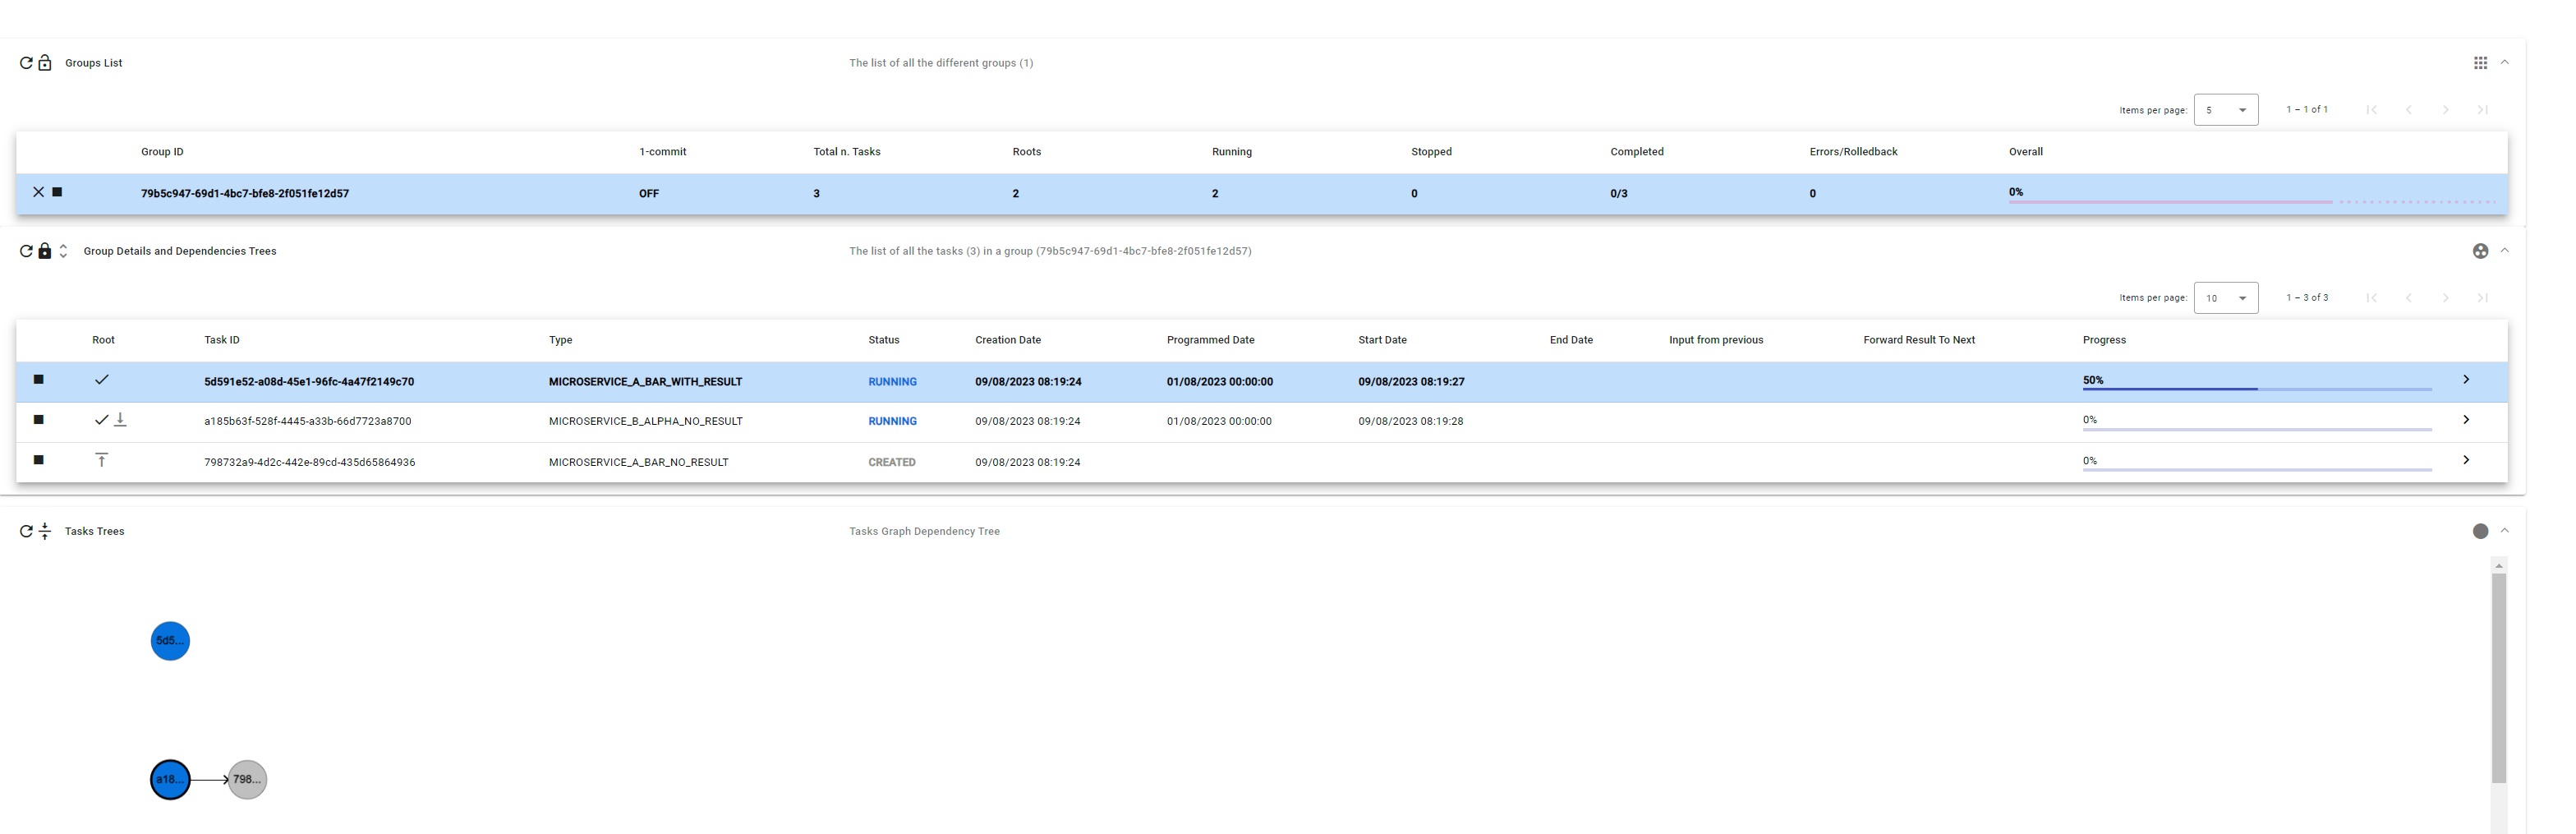 Groups List The list of all the different groups (1)
Items per page: 5 1 – 1 of 1
Group ID 1-commit Total n. Tasks Roots Running Stopped Completed Errors/Rolledback Overall
79b5c947-69d1-4bc7-bfe8-2f051fe12d57 OFF 3 2 2 0 0/3 0 0%
Group Details and Dependencies Trees The list of all the tasks (3) in a group (79b5c947-69d1-4bc7-bfe8-2f051fe12d57)
Items per page: 10 1 – 3 of 3
Root Task ID Type Status Creation Date Programmed Date Start Date End Date Input from previous Forward Result To Next Progress
5d591e52-a08d-45e1-96fc-4a47f2149c70 MICROSERVICE_A_BAR_WITH_RESULT RUNNING 09/08/2023 08:19:24 01/08/2023 00:00:00 09/08/2023 08:19:27 50%
a185b63f-528f-4445-a33b-66d7723a8700 MICROSERVICE_B_ALPHA_NO_RESULT RUNNING 09/08/2023 08:19:24 01/08/2023 00:00:00 09/08/2023 08:19:28 0%
798732a9-4d2c-442e-89cd-435d65864936 MICROSERVICE_A_BAR_NO_RESULT CREATED 09/08/2023 08:19:24 0%
Tasks Trees Tasks Graph Dependency Tree
5d5...
a18... 798...